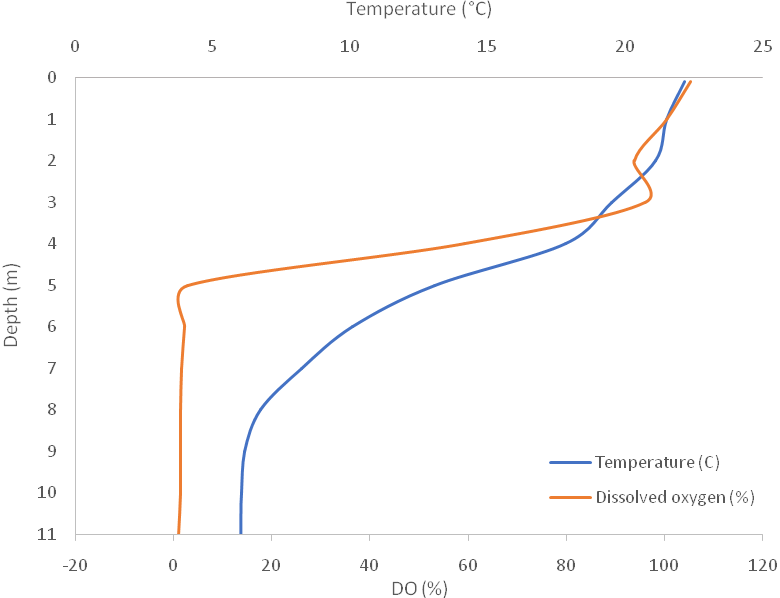 Temperature (°C)
0 5 10 15 20 25
0
1
2
3
4
5
6
7
8
9
10
11
Depth (m)
Temperature (C)
Dissolved oxygen (%)
-20 0 20 40 60 80 100 120
DO (%)